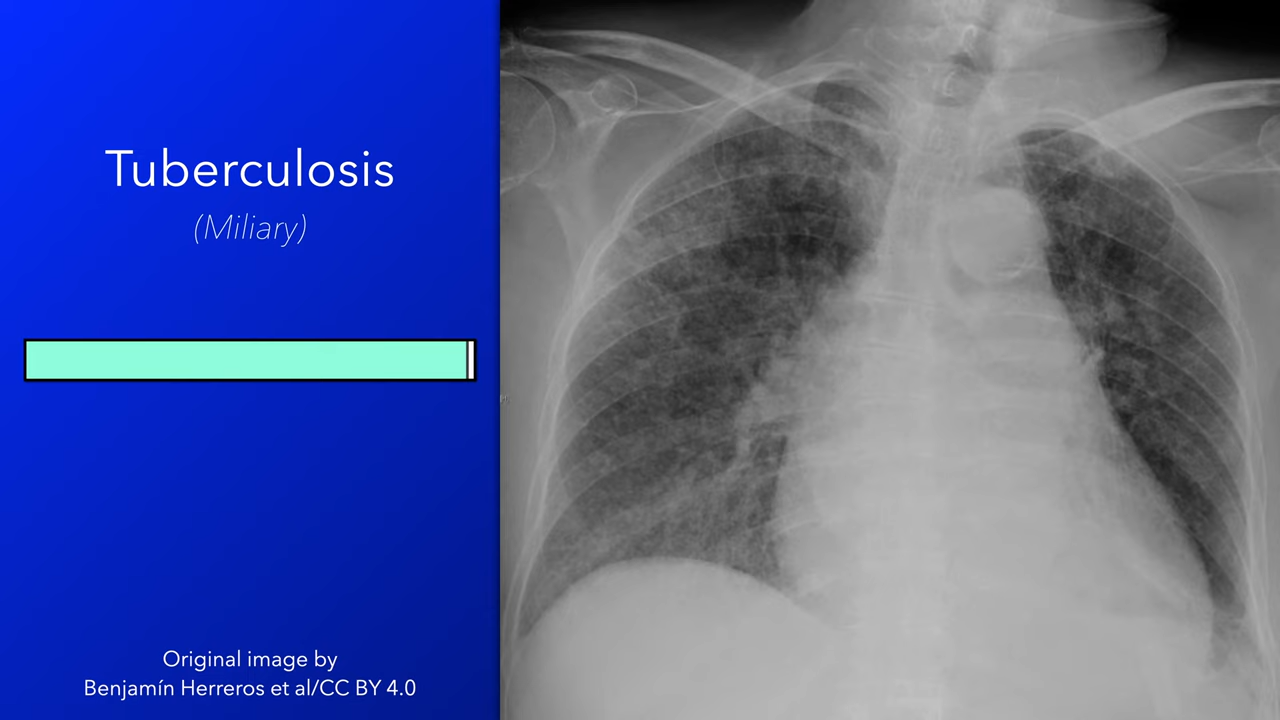 Tuberculosis
(Miliary)
Original image by
Benjamín Herreros et al/CC BY 4.0